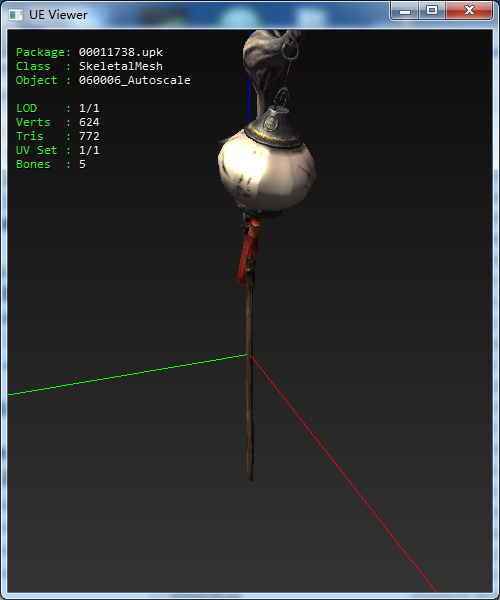 UE Viewer
Package: 00011738.upk
Class : SkeletalMesh
Object : 060006_Autoscale
LOD : 1/1
Verts : 624
Tris : 772
UV Set : 1/1
Bones : 5